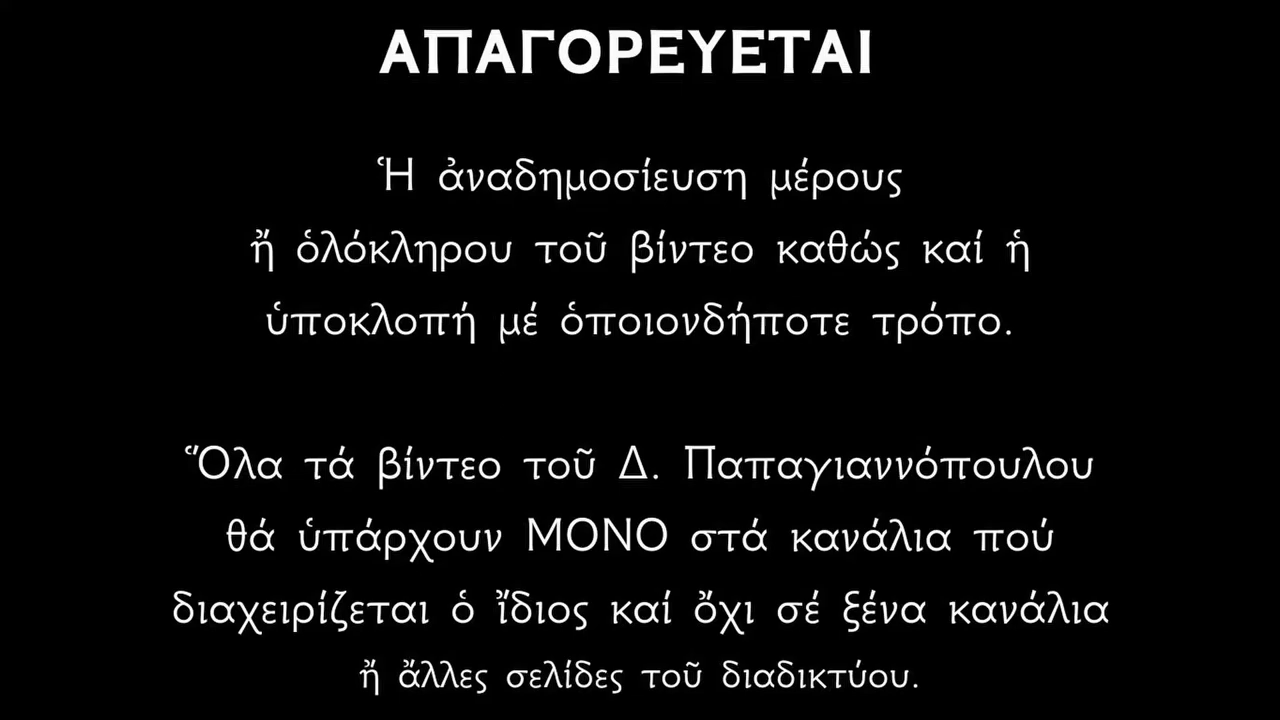 ΑΠΑΓΟΡΕΥΕΤΑΙ
Ἡ ἀναδημοσίευση μέρους
ἤ ὁλόκληρου τοῦ βίντεο καθώς καί ἡ
ὑποκλοπή μέ ὁποιονδήποτε τρόπο.
Ὅλα τά βίντεο τοῦ Δ. Παπαγιαννόπουλου
θά ὑπάρχουν ΜΟΝΟ στά κανάλια πού
διαχειρίζεται ὁ ἴδιος καί ὄχι σέ ξένα κανάλια
ἤ ἄλλες σελίδες τοῦ διαδικτύου.